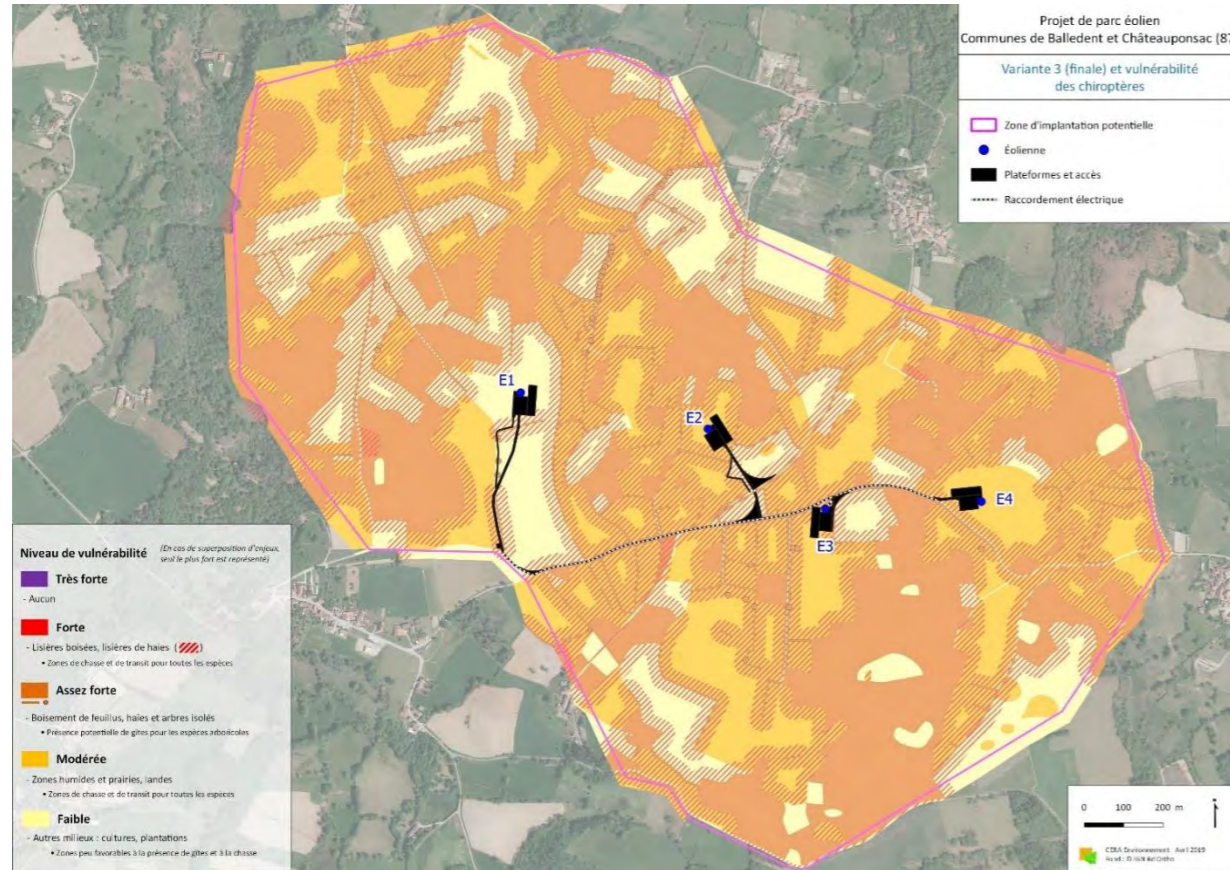 Projet de parc éolien
Communes de Balledent et Châteauponsac (87
Variante 3 (finale) et vulnérabilité
des chiroptères
Zone d'implantation potentielle
Éolienne
Plateformes et accès
Raccordement électrique
E1
E2
E3
E4
Niveau de vulnérabilité (En cas de superposition d'enjeux,
seul le plus fort est représenté)
Très forte
- Aucun
Forte
- Lisières boisées, lisières de haies ( )
• Zones de chasse et de transit pour toutes les espèces
Assez forte
- Boisement de feuillus, haies et arbres isolés
• Présence potentielle de gîtes pour les espèces arboricoles
Modérée
- Zones humides et prairies, landes
• Zones de chasse et de transit pour toutes les espèces
Faible
- Autres milieux : cultures, plantations
• Zones peu favorables à la présence de gîtes et à la chasse
0 100 200 m
CERA Environnement Avril 2019